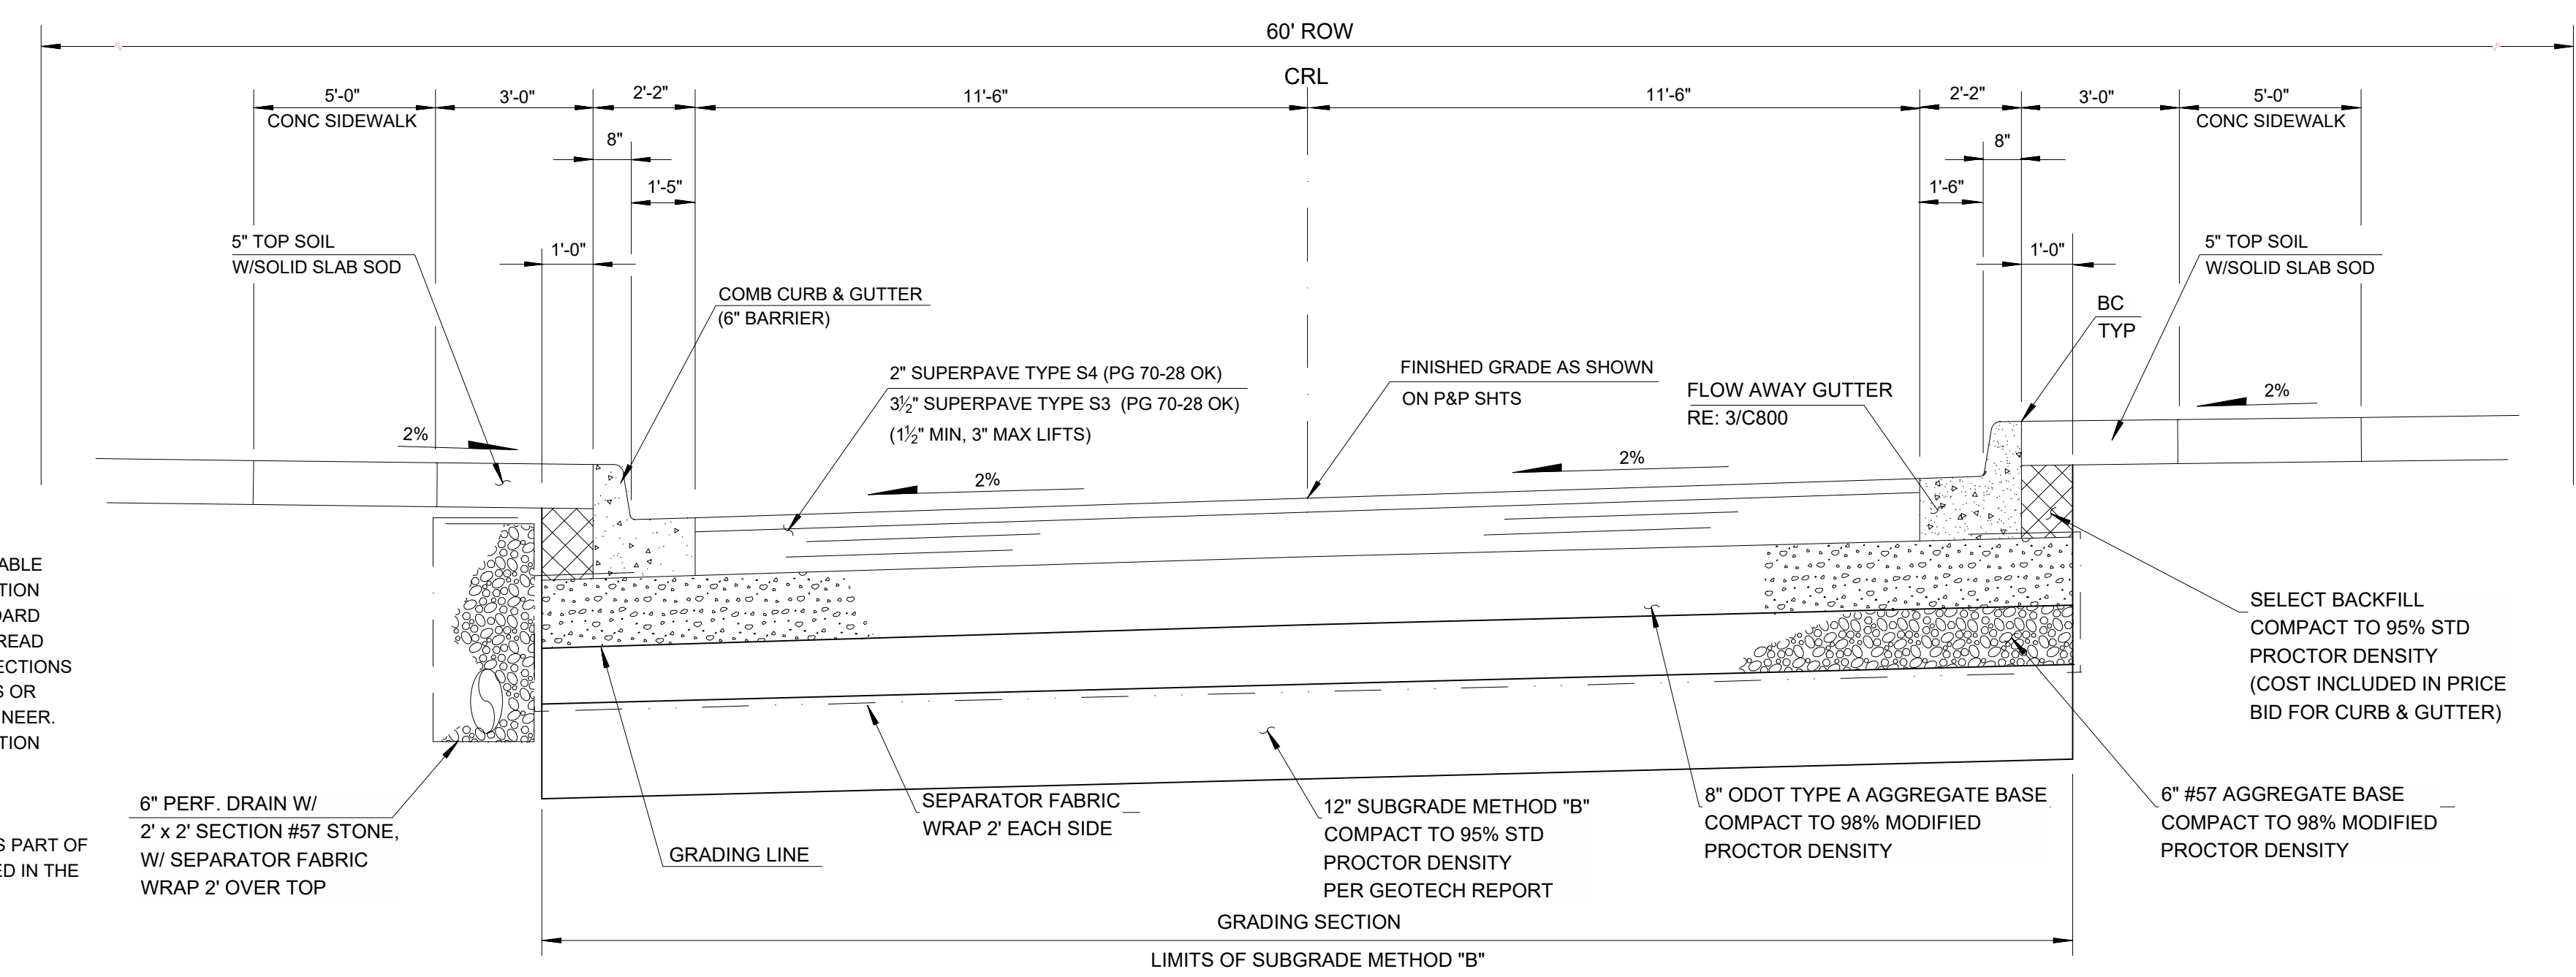 60' ROW
CRL
5'-0"
3'-0"
2'-2"
11'-6"
11'-6"
2'-2"
3'-0"
5'-0"
CONC SIDEWALK
CONC SIDEWALK
8"
8"
1'-5"
1'-6"
5" TOP SOIL
W/SOLID SLAB SOD
1'-0"
1'-0"
5" TOP SOIL
W/SOLID SLAB SOD
COMB CURB & GUTTER
(6" BARRIER)
BC
TYP
2" SUPERPAVE TYPE S4 (PG 70-28 OK)
3½" SUPERPAVE TYPE S3 (PG 70-28 OK)
(1½" MIN, 3" MAX LIFTS)
FINISHED GRADE AS SHOWN
ON P&P SHTS
FLOW AWAY GUTTER
RE: 3/C800
2%
2%
2%
2%
ABLE
TION
DARD
READ
ECTIONS
S OR
NEER.
TION
S PART OF
ED IN THE
SELECT BACKFILL
COMPACT TO 95% STD
PROCTOR DENSITY
(COST INCLUDED IN PRICE
BID FOR CURB & GUTTER)
6" PERF. DRAIN W/
2' x 2' SECTION #57 STONE,
W/ SEPARATOR FABRIC
WRAP 2' OVER TOP
GRADING LINE
SEPARATOR FABRIC
WRAP 2' EACH SIDE
12" SUBGRADE METHOD "B"
COMPACT TO 95% STD
PROCTOR DENSITY
PER GEOTECH REPORT
8" ODOT TYPE A AGGREGATE BASE
COMPACT TO 98% MODIFIED
PROCTOR DENSITY
6" #57 AGGREGATE BASE
COMPACT TO 98% MODIFIED
PROCTOR DENSITY
GRADING SECTION
LIMITS OF SUBGRADE METHOD "B"